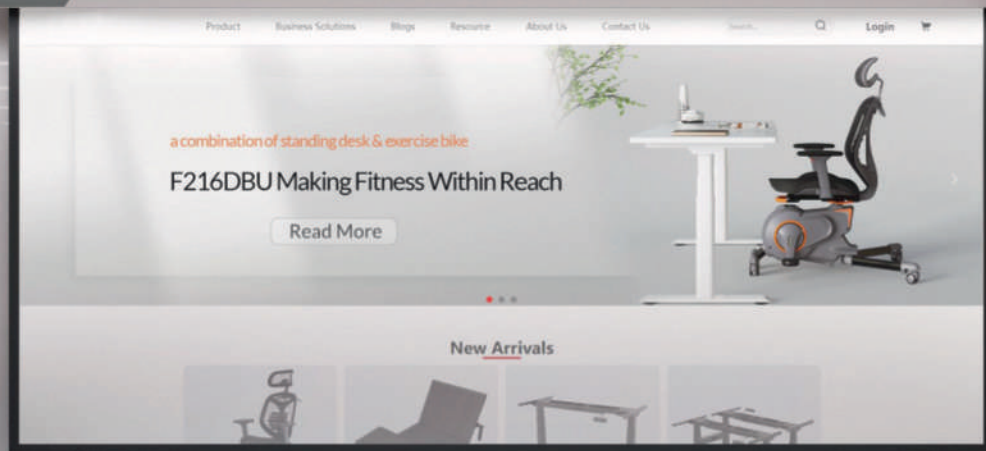 Product Business Solutions Blogs Resource About Us Contact Us Search... Login
a combination of standing desk & exercise bike
F216DBU Making Fitness Within Reach
Read More
New Arrivals